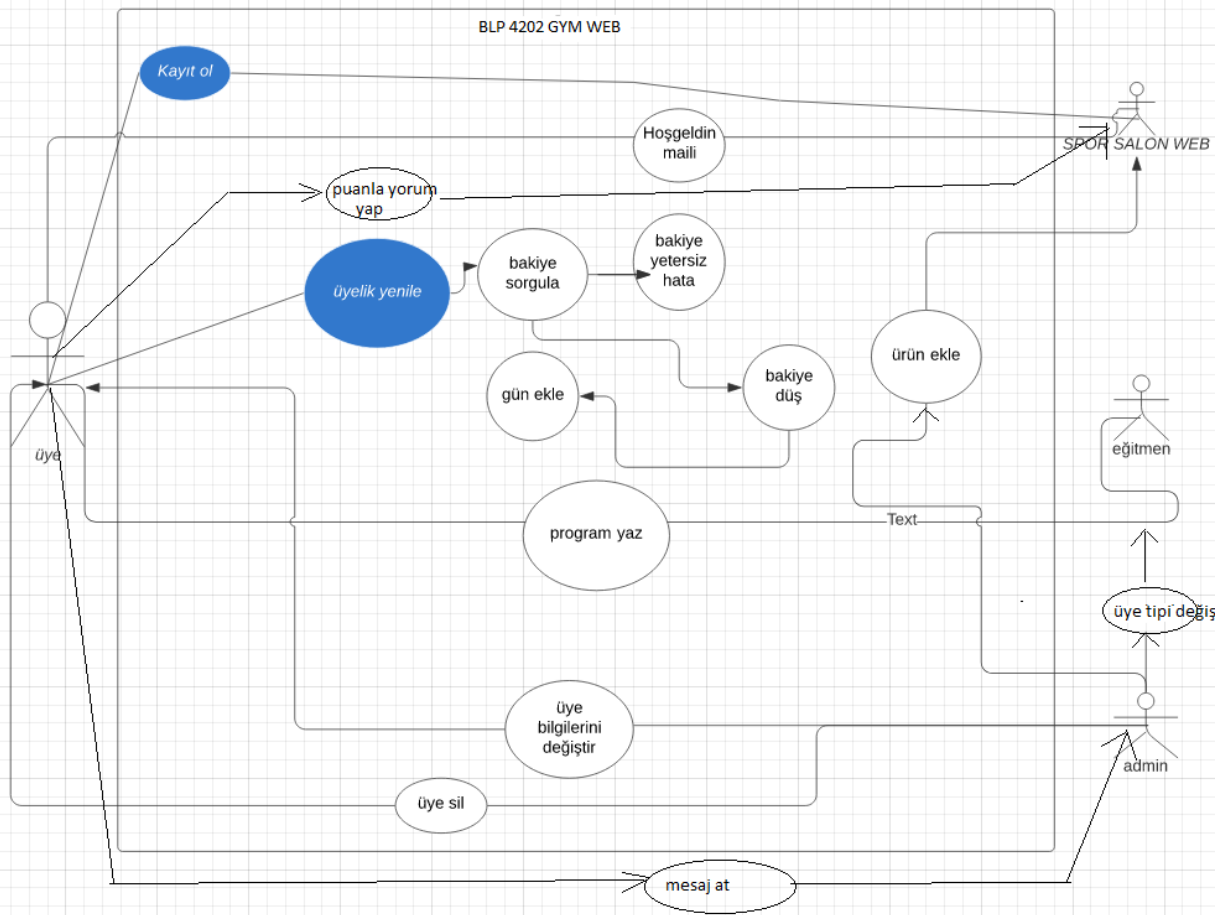 BLP 4202 GYM WEB
Kayıt ol
Hoşgeldin
maili
SPOR SALON WEB
puanla yorum
yap
üyelik yenile
bakiye
sorgula
bakiye
yetersiz
hata
ürün ekle
gün ekle
bakiye
düş
üye
eğitmen
Text
program yaz
üye tipi değiş
üye
bilgilerini
değiştir
admin
üye sil
mesaj at